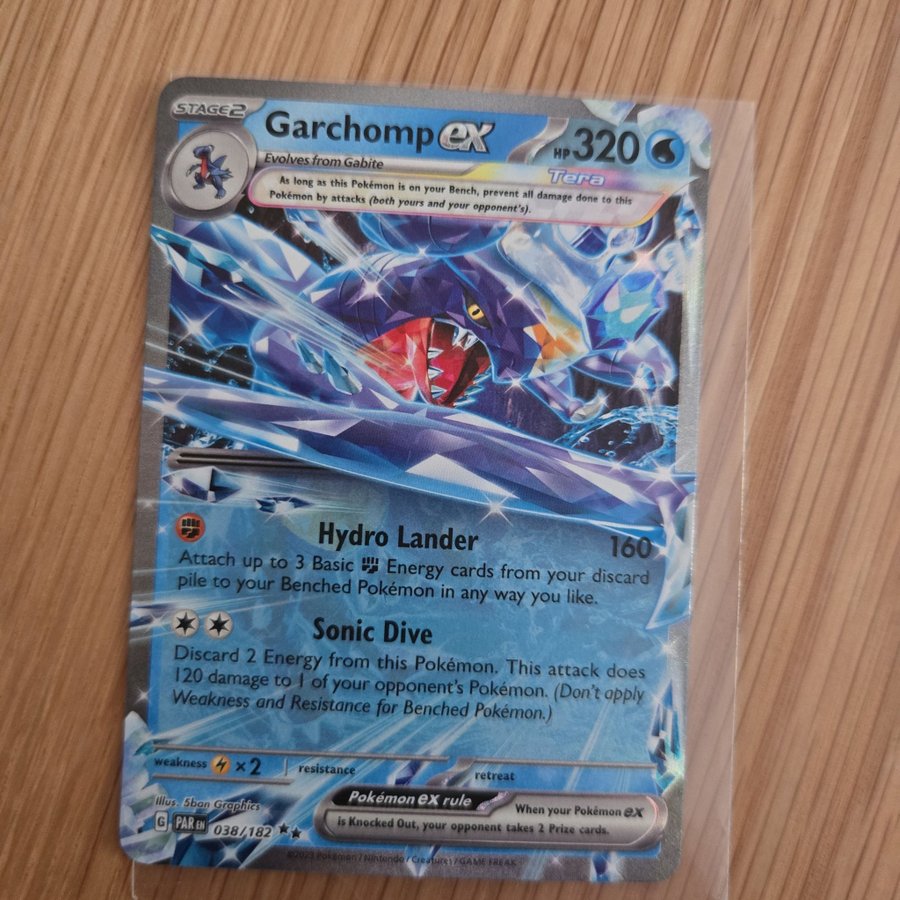 STAGE2
Garchomp ex
HP 320
Evolves from Gabite
Tera
As long as this Pokémon is on your Bench, prevent all damage done to this
Pokémon by attacks (both yours and your opponent's).
Hydro Lander 160
Attach up to 3 Basic Energy cards from your discard
pile to your Benched Pokémon in any way you like.
Sonic Dive
Discard 2 Energy from this Pokémon. This attack does
120 damage to 1 of your opponent's Pokémon. (Don't apply
Weakness and Resistance for Benched Pokémon.)
weakness ×2 resistance retreat
Illus. 5ban Graphics
Pokémon ex rule
When your Pokémon ex
is Knocked Out, your opponent takes 2 Prize cards.
G PAR EN 038/182 ★★
©2023 Pokémon / Nintendo / Creatures / GAME FREAK